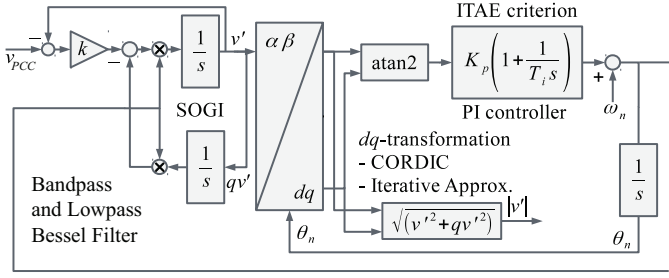 ITAE criterion
−
k
−
v_PCC
1/s
v′
SOGI
1/s
qv′
Bandpass
and Lowpass
Bessel Filter
α β
dq
θ_n
atan2
K_p(1+1/(T_i s))
PI controller
+
ω_n
dq-transformation
- CORDIC
- Iterative Approx.
√(v′²+qv′²)
|v′|
1/s
θ_n